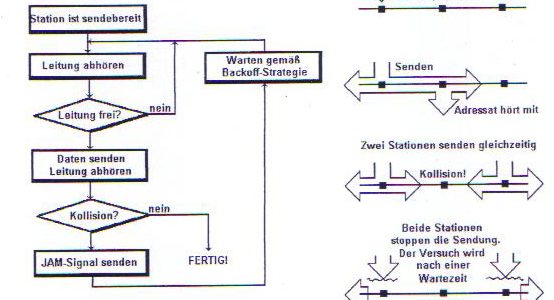 Station ist sendebereit
Leitung abhören
Warten gemäß
Backoff-Strategie
Leitung frei?
nein
Daten senden
Leitung abhören
Kollision?
nein
JAM-Signal senden
FERTIG!
Senden
Adressat hört mit
Zwei Stationen senden gleichzeitig
Kollision!
Beide Stationen
stoppen die Sendung.
Der Versuch wird
nach einer
Wartezeit